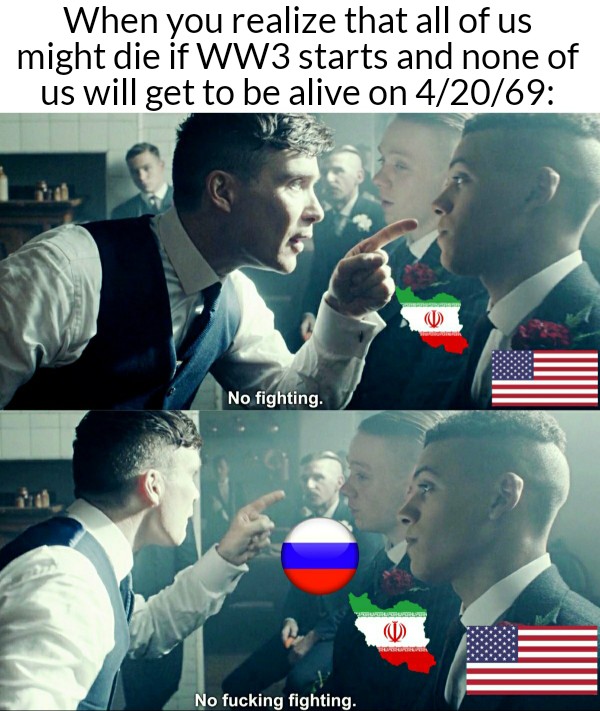 When you realize that all of us
might die if WW3 starts and none of
us will get to be alive on 4/20/69:
No fighting.
No fucking fighting.